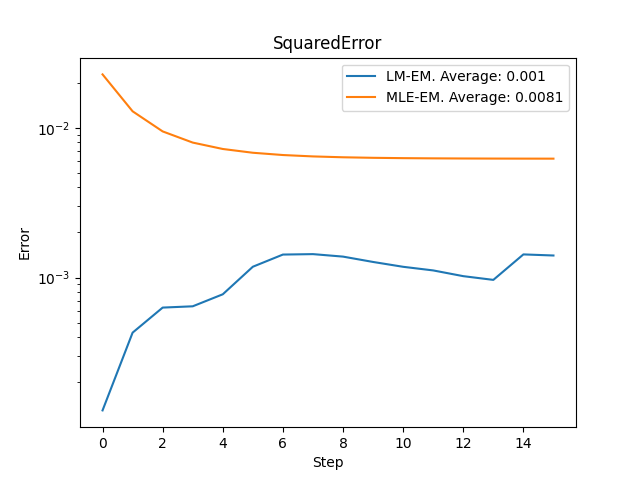 SquaredError
LM-EM. Average: 0.001
MLE-EM. Average: 0.0081
Error
10⁻²
10⁻³
0 2 4 6 8 10 12 14
Step